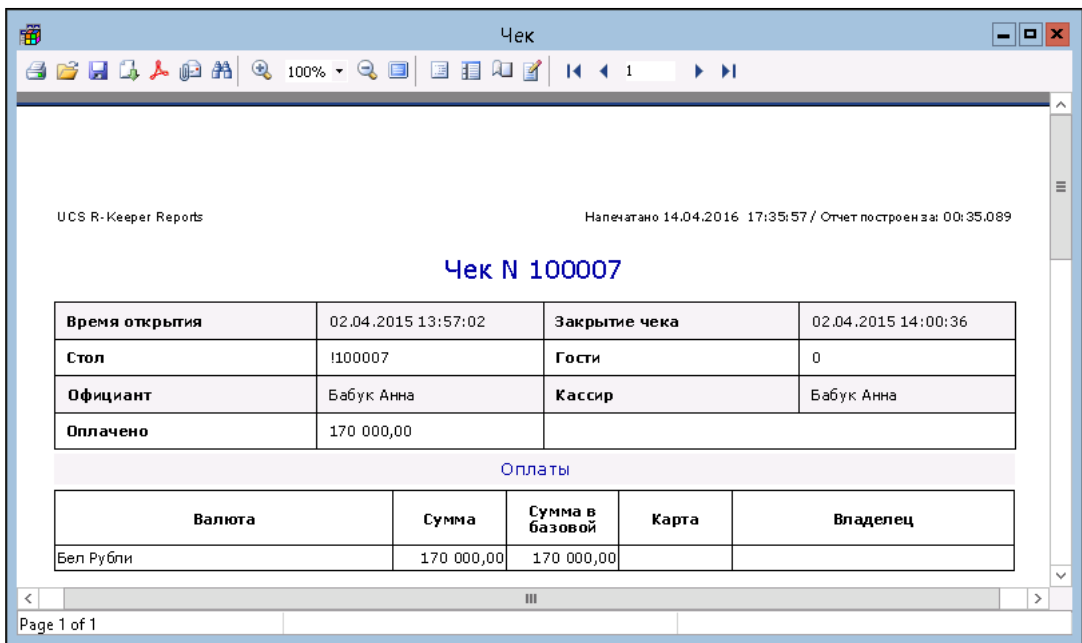 Чек
100%
1
UCS R-Keeper Reports
Напечатано 14.04.2016 17:35:57 / Отчет построен за: 00:35.089
Чек N 100007
Время открытия 02.04.2015 13:57:02 Закрытие чека 02.04.2015 14:00:36
Стол !100007 Гости 0
Официант Бабук Анна Кассир Бабук Анна
Оплачено 170 000,00
Оплаты
Валюта Сумма Сумма в базовой Карта Владелец
Бел Рубли 170 000,00 170 000,00
Page 1 of 1